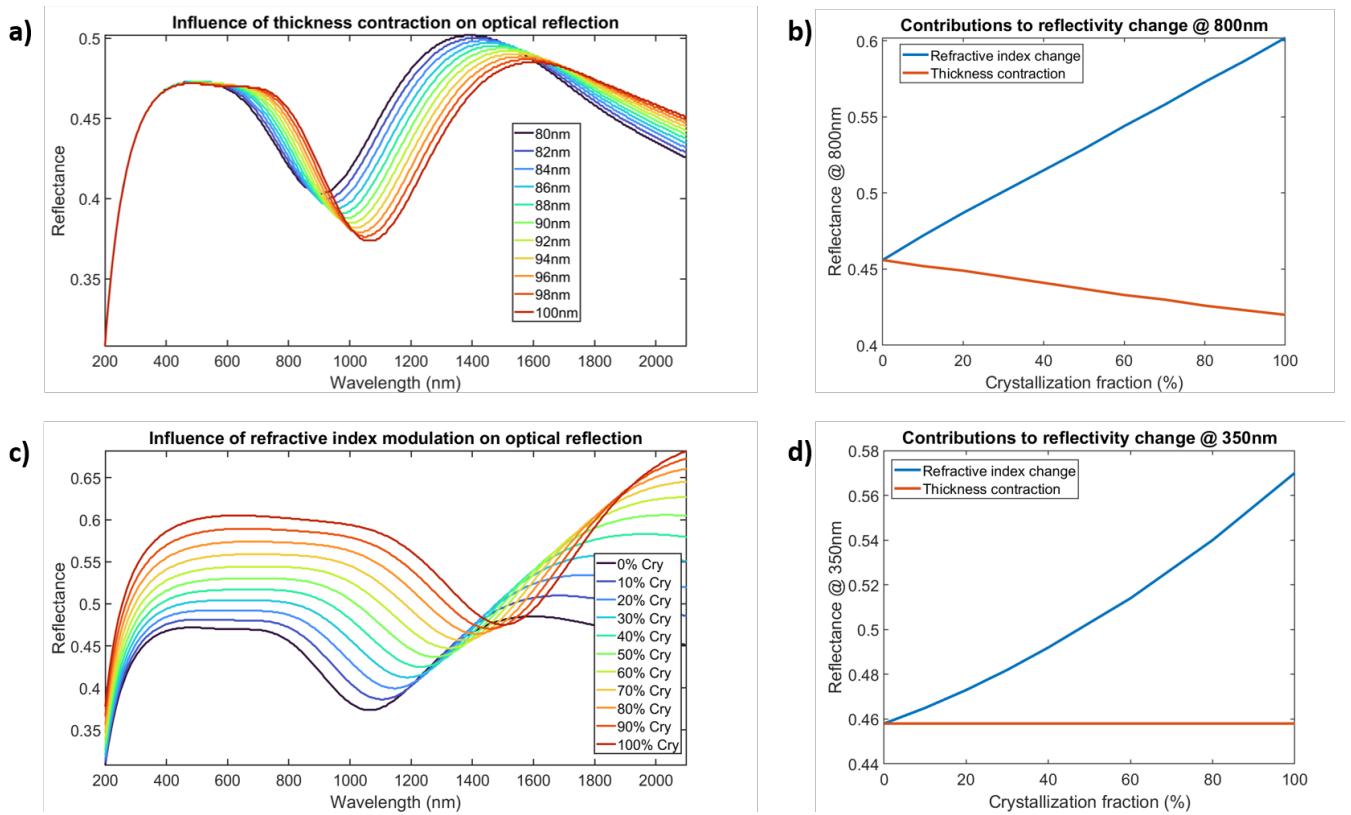 a)
Influence of thickness contraction on optical reflection
Reflectance
0.5
0.45
0.4
0.35
80nm
82nm
84nm
86nm
88nm
90nm
92nm
94nm
96nm
98nm
100nm
200 400 600 800 1000 1200 1400 1600 1800 2000
Wavelength (nm)
b)
Contributions to reflectivity change @ 800nm
Refractive index change
Thickness contraction
Reflectance @ 800nm
0.6
0.55
0.5
0.45
0.4
0 20 40 60 80 100
Crystallization fraction (%)
c)
Influence of refractive index modulation on optical reflection
Reflectance
0.65
0.6
0.55
0.5
0.45
0.4
0.35
0% Cry
10% Cry
20% Cry
30% Cry
40% Cry
50% Cry
60% Cry
70% Cry
80% Cry
90% Cry
100% Cry
200 400 600 800 1000 1200 1400 1600 1800 2000
Wavelength (nm)
d)
Contributions to reflectivity change @ 350nm
Refractive index change
Thickness contraction
Reflectance @ 350nm
0.58
0.56
0.54
0.52
0.5
0.48
0.46
0.44
0 20 40 60 80 100
Crystallization fraction (%)